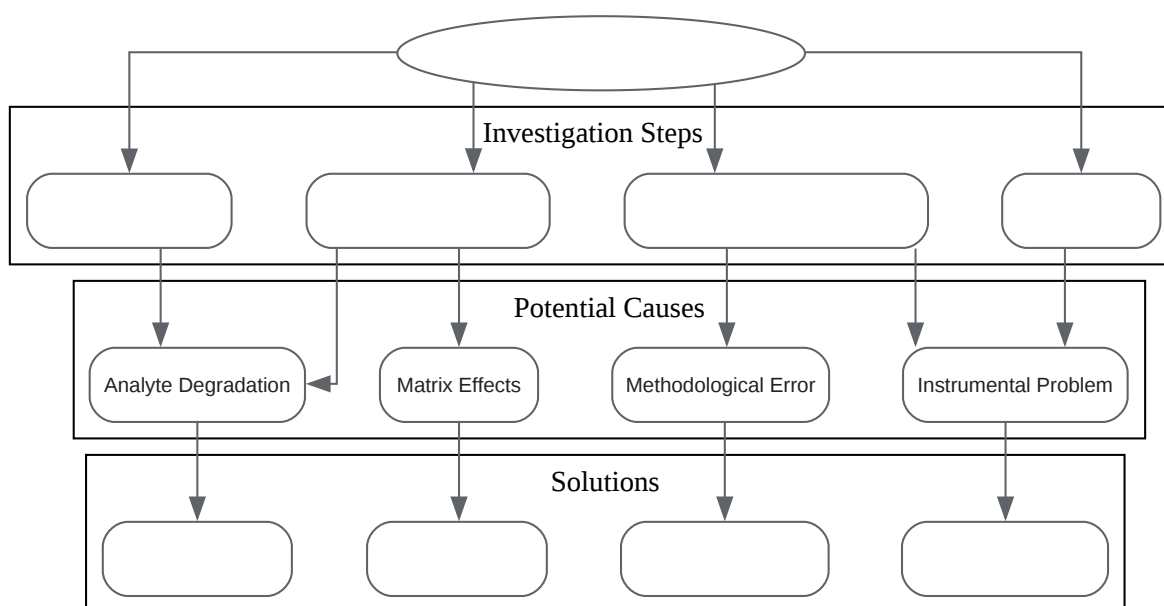 Investigation Steps
Potential Causes
Analyte Degradation
Matrix Effects
Methodological Error
Instrumental Problem
Solutions